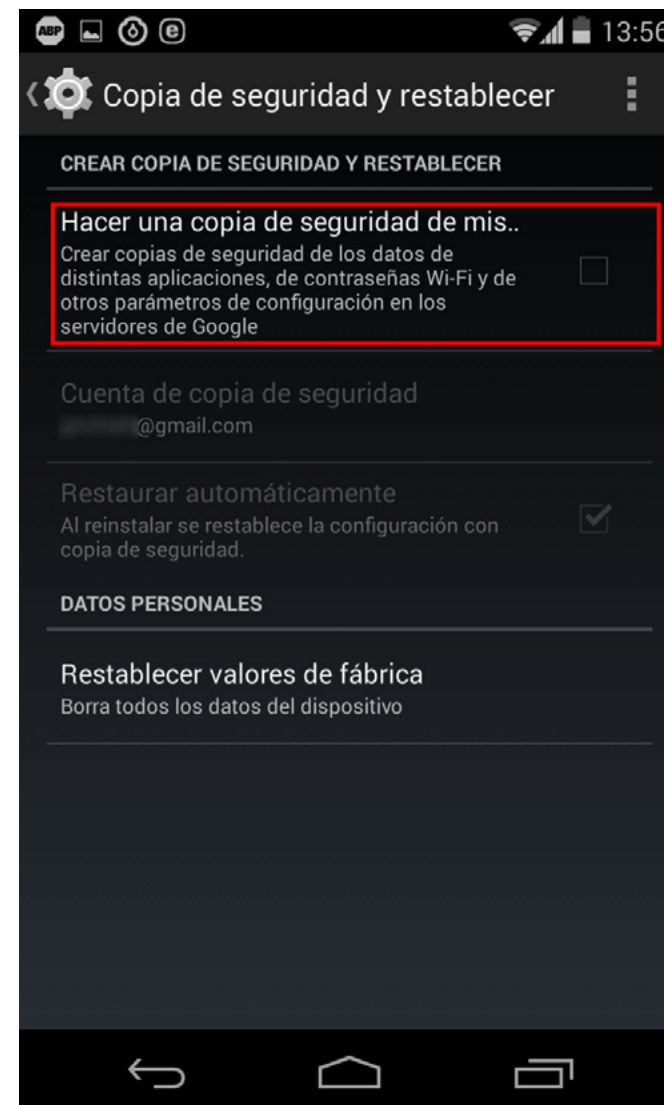 ABP e 13:56
Copia de seguridad y restablecer
CREAR COPIA DE SEGURIDAD Y RESTABLECER
Hacer una copia de seguridad de mis..
Crear copias de seguridad de los datos de
distintas aplicaciones, de contraseñas Wi-Fi y de
otros parámetros de configuración en los
servidores de Google
Cuenta de copia de seguridad
@gmail.com
Restaurar automáticamente
Al reinstalar se restablece la configuración con
copia de seguridad.
DATOS PERSONALES
Restablecer valores de fábrica
Borra todos los datos del dispositivo